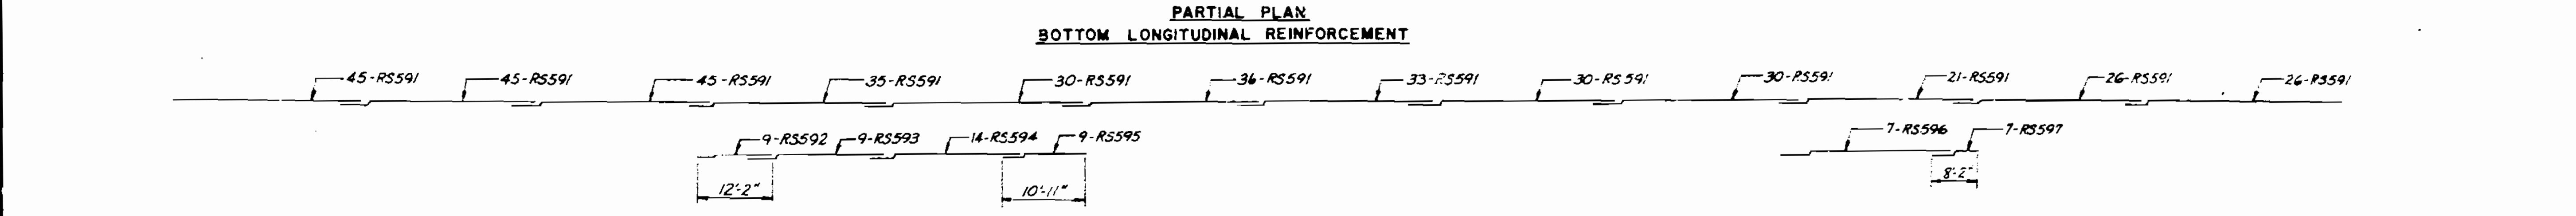 PARTIAL PLAN
BOTTOM LONGITUDINAL REINFORCEMENT
45-RS591 45-RS591 45-RS591 35-RS591 30-RS591 36-RS591 33-RS591 30-RS591 30-RS591 21-RS591 26-RS591 26-RS591
9-RS592 9-RS593 14-RS594 9-RS595 7-RS596 7-RS597
12'-2" 10'-11" 8'-2"